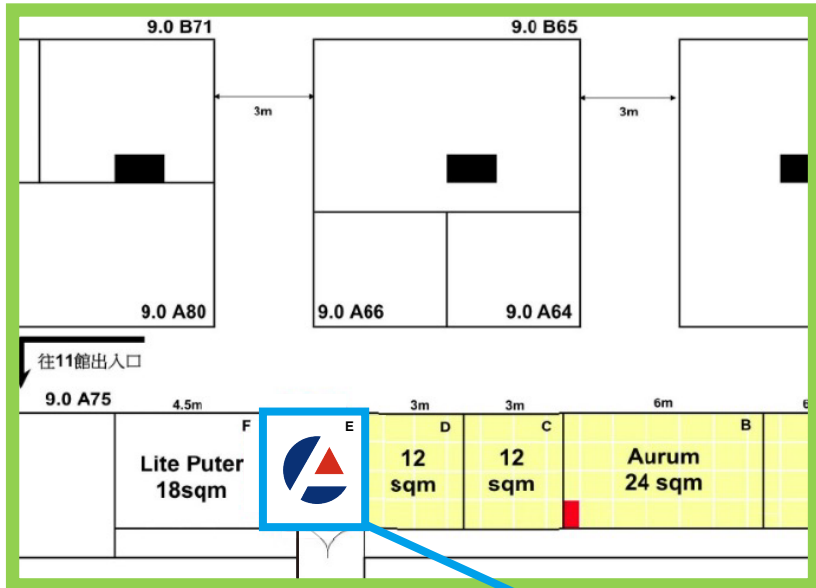 9.0 B71
9.0 B65
3m
3m
9.0 A80
9.0 A66
9.0 A64
往11館出入口
9.0 A75
4.5m
3m
3m
6m
F
E
D
C
B
Lite Puter
18sqm
12
sqm
12
sqm
Aurum
24 sqm